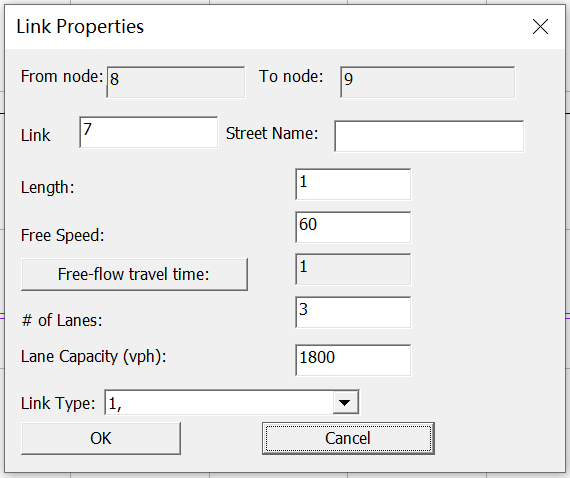 Link Properties
From node: 8 To node: 9
Link 7 Street Name:
Length: 1
Free Speed: 60
Free-flow travel time: 1
# of Lanes: 3
Lane Capacity (vph): 1800
Link Type: 1,
OK Cancel